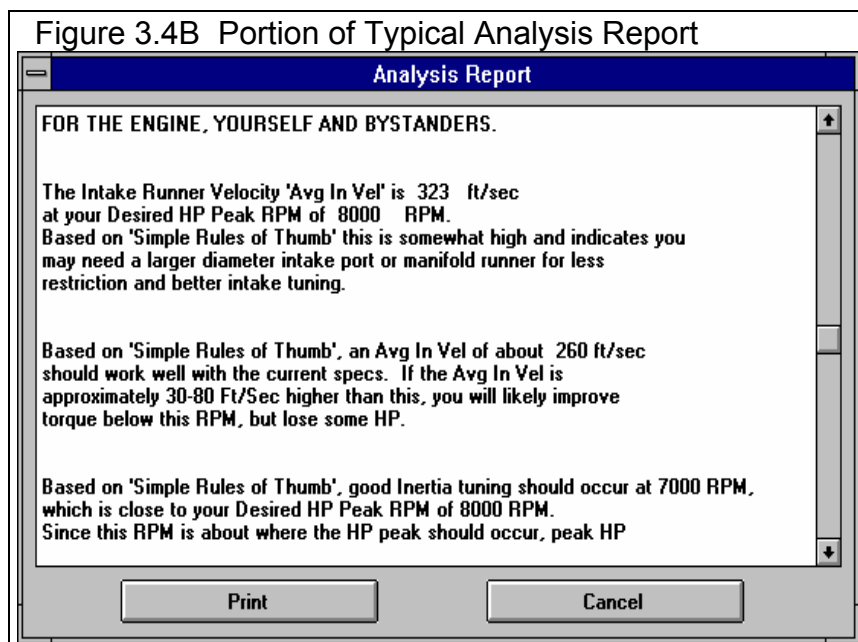 Figure 3.4B  Portion of Typical Analysis Report
Analysis Report
FOR THE ENGINE, YOURSELF AND BYSTANDERS.
The Intake Runner Velocity 'Avg In Vel' is  323   ft/sec
at your Desired HP Peak RPM of  8000    RPM.
Based on 'Simple Rules of Thumb' this is somewhat high and indicates you
may need a larger diameter intake port or manifold runner for less
restriction and better intake tuning.
Based on 'Simple Rules of Thumb', an Avg In Vel of about  260 ft/sec
should work well with the current specs.  If the Avg In Vel is
approximately 30-80 Ft/Sec higher than this, you will likely improve
torque below this RPM, but lose some HP.
Based on 'Simple Rules of Thumb', good Inertia tuning should occur at 7000 RPM,
which is close to your Desired HP Peak RPM of 8000 RPM.
Since this RPM is about where the HP peak should occur, peak HP
Print
Cancel